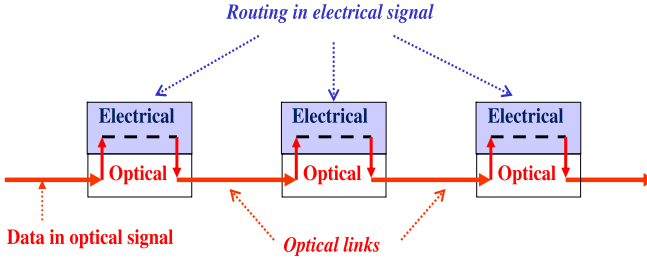 Routing in electrical signal
Electrical
Electrical
Electrical
Optical
Optical
Optical
Data in optical signal
Optical links